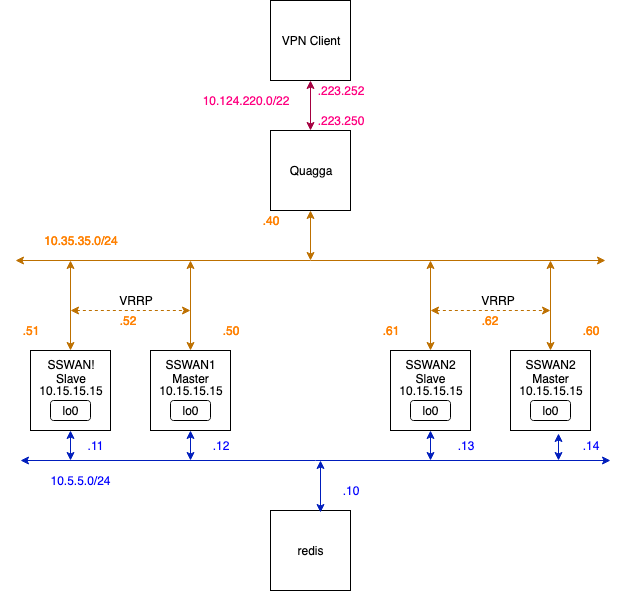 VPN Client
.223.252
10.124.220.0/22
.223.250
Quagga
.40
10.35.35.0/24
VRRP
VRRP
.52
.62
.51
.50
.61
.60
SSWAN!
Slave
10.15.15.15
lo0
SSWAN1
Master
10.15.15.15
lo0
SSWAN2
Slave
10.15.15.15
lo0
SSWAN2
Master
10.15.15.15
lo0
.11
.12
.13
.14
10.5.5.0/24
.10
redis